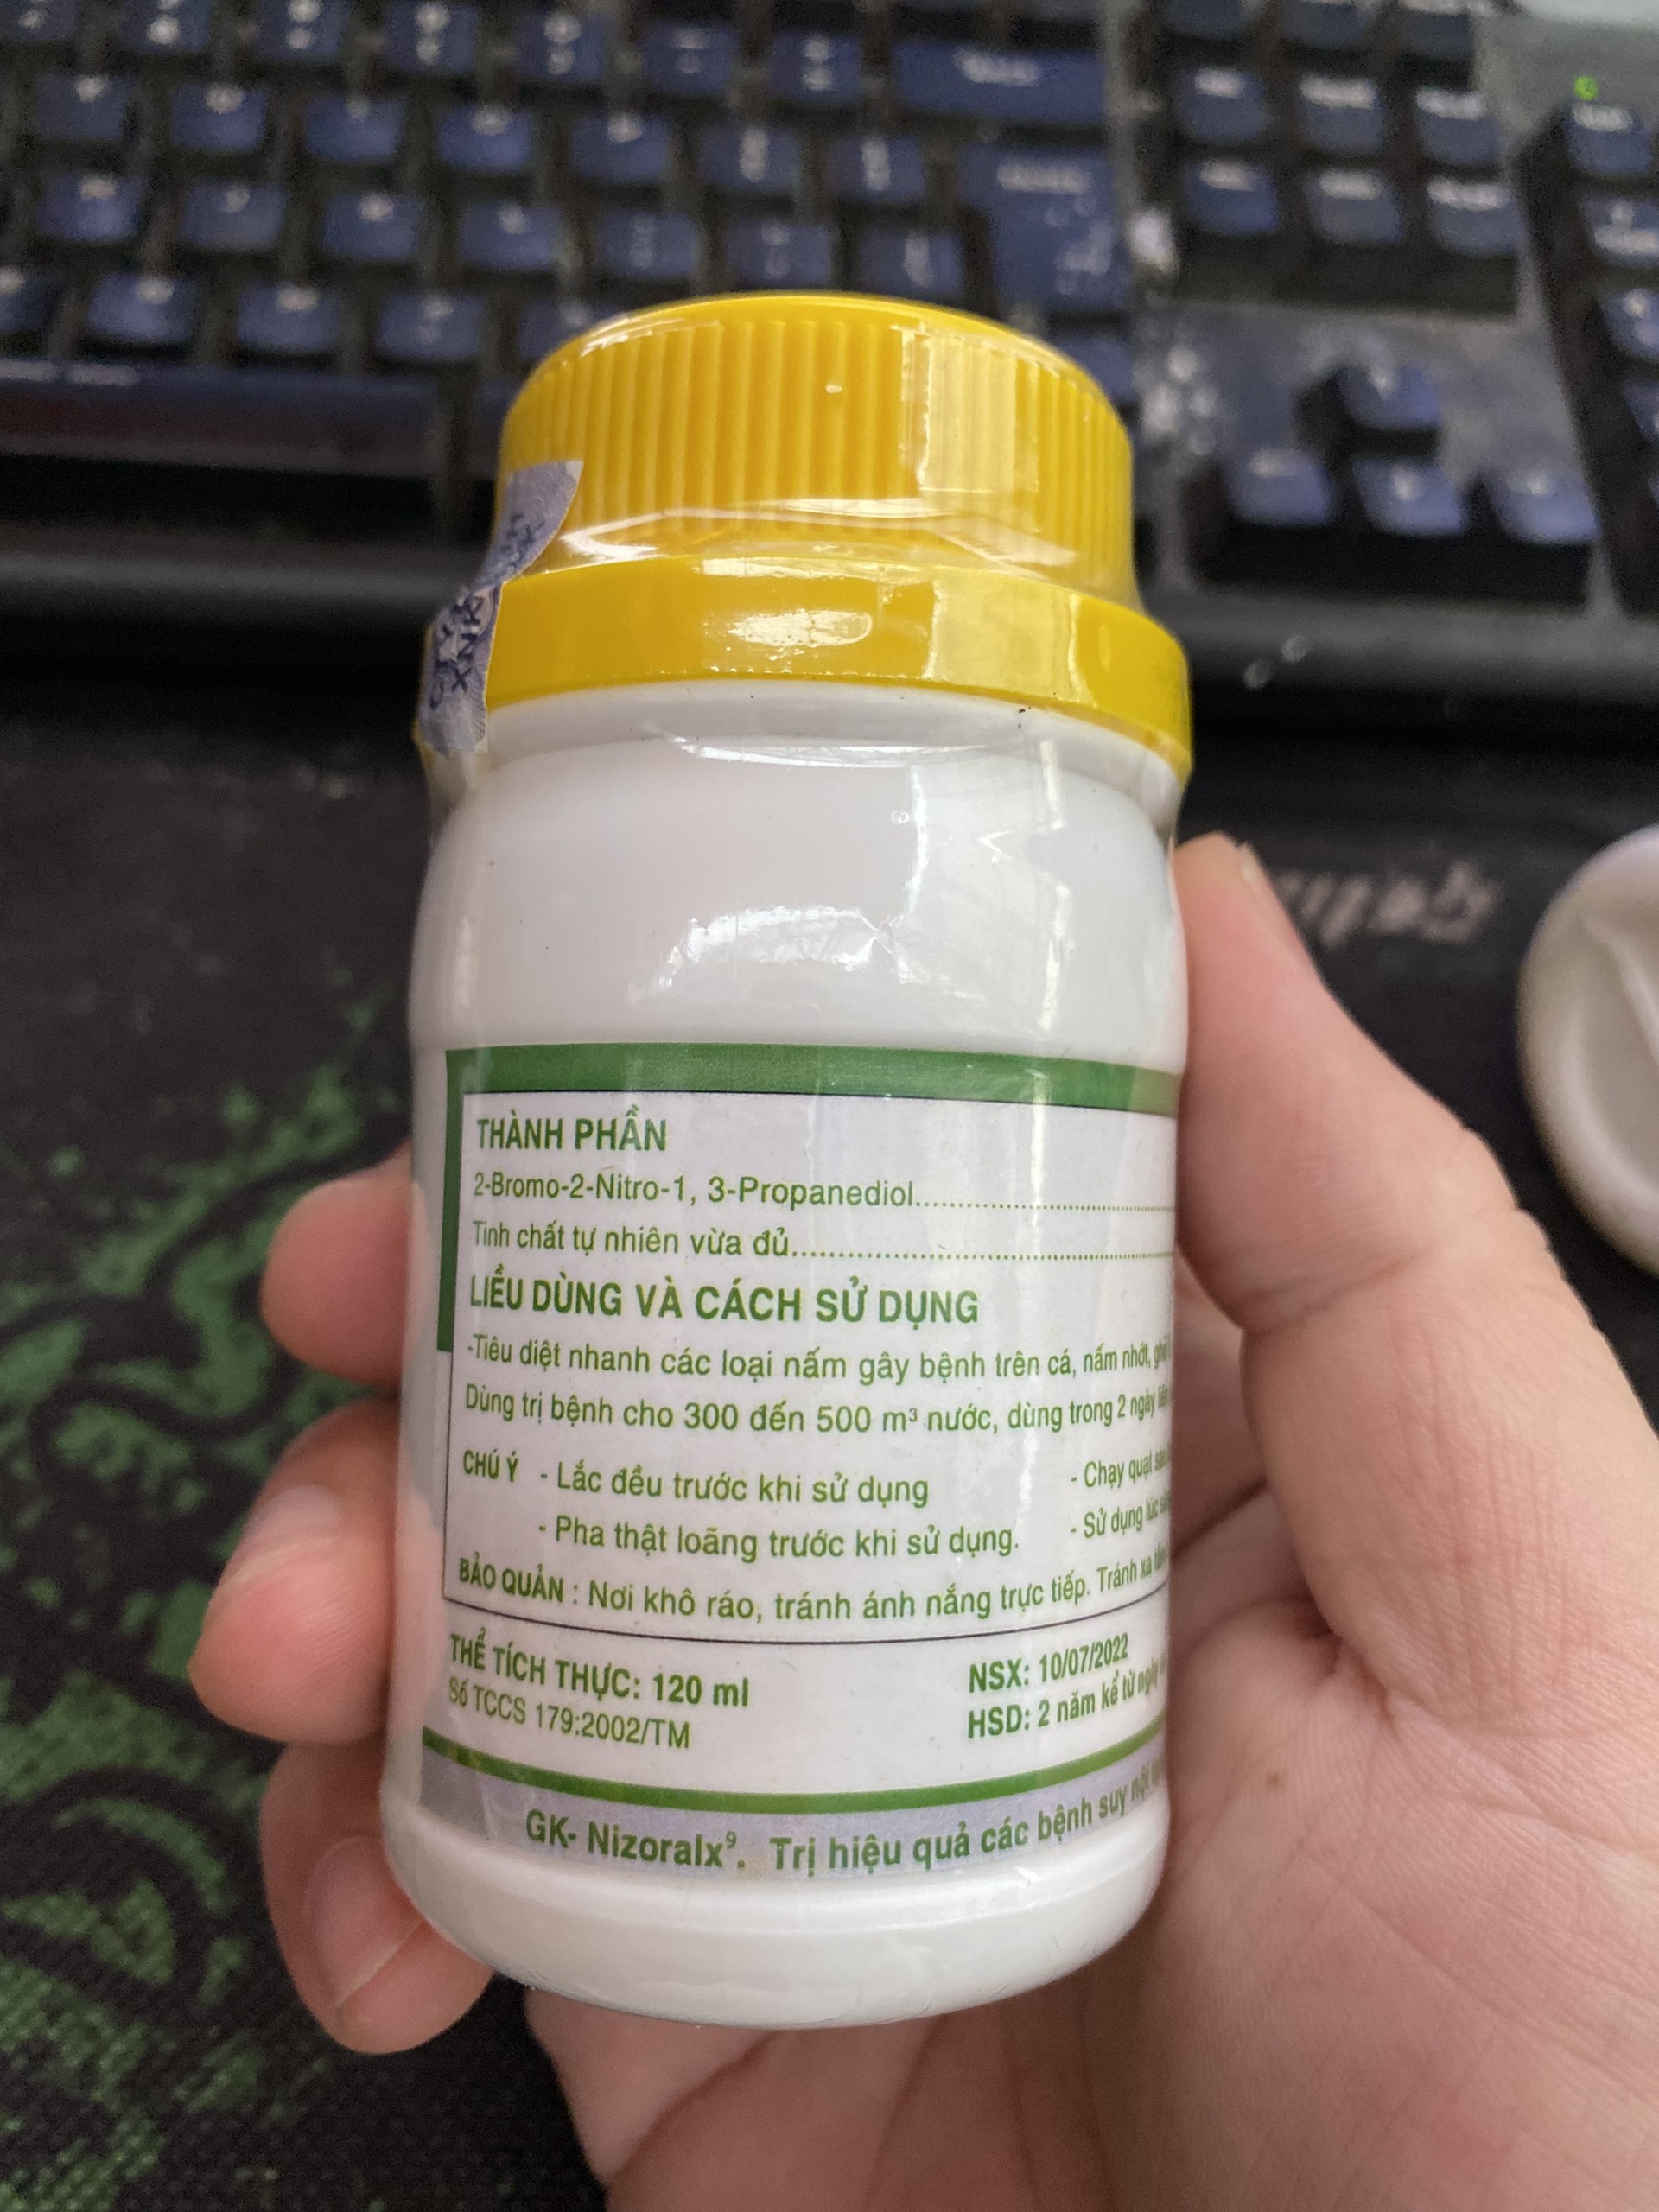 THÀNH PHẦN
2-Bromo-2-Nitro-1, 3-Propanediol
Tinh chất tự nhiên vừa đủ
LIỀU DÙNG VÀ CÁCH SỬ DỤNG
-Tiêu diệt nhanh các loại nấm gây bệnh trên cá, nấm nhớt,
Dùng trị bệnh cho 300 đến 500 m³ nước, dùng trong 2 ngày
CHÚ Ý - Lắc đều trước khi sử dụng - Chạy quạt
- Pha thật loãng trước khi sử dụng. - Sử dụng lúc
BẢO QUẢN : Nơi khô ráo, tránh ánh nắng trực tiếp. Tránh xa
THỂ TÍCH THỰC: 120 ml NSX: 10/07/2022
Số TCCS 179:2002/TM HSD: 2 năm kể từ ngày
GK- Nizoralx⁹. Trị hiệu quả các bệnh suy nội